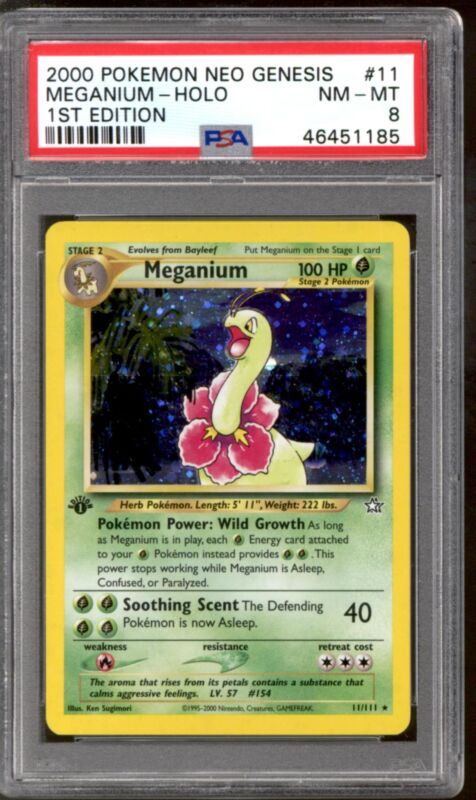 2000 POKEMON NEO GENESIS #11
MEGANIUM - HOLO NM - MT
1ST EDITION 8
PSA 46451185
STAGE 2 Evolves from Bayleef Put Meganium on the Stage 1 card
Meganium 100 HP
Stage 2 Pokémon
EDITION
1
Herb Pokémon. Length: 5' 11", Weight: 222 lbs.
Pokémon Power: Wild Growth As long
as Meganium is in play, each Energy card attached
to your Pokémon instead provides . This
power stops working while Meganium is Asleep,
Confused, or Paralyzed.
Soothing Scent The Defending 40
Pokémon is now Asleep.
weakness resistance retreat cost
The aroma that rises from its petals contains a substance that
calms aggressive feelings. LV. 57 #154
Illus. Ken Sugimori ©1995-2000 Nintendo, Creatures, GAMEFREAK. 11/111 ★